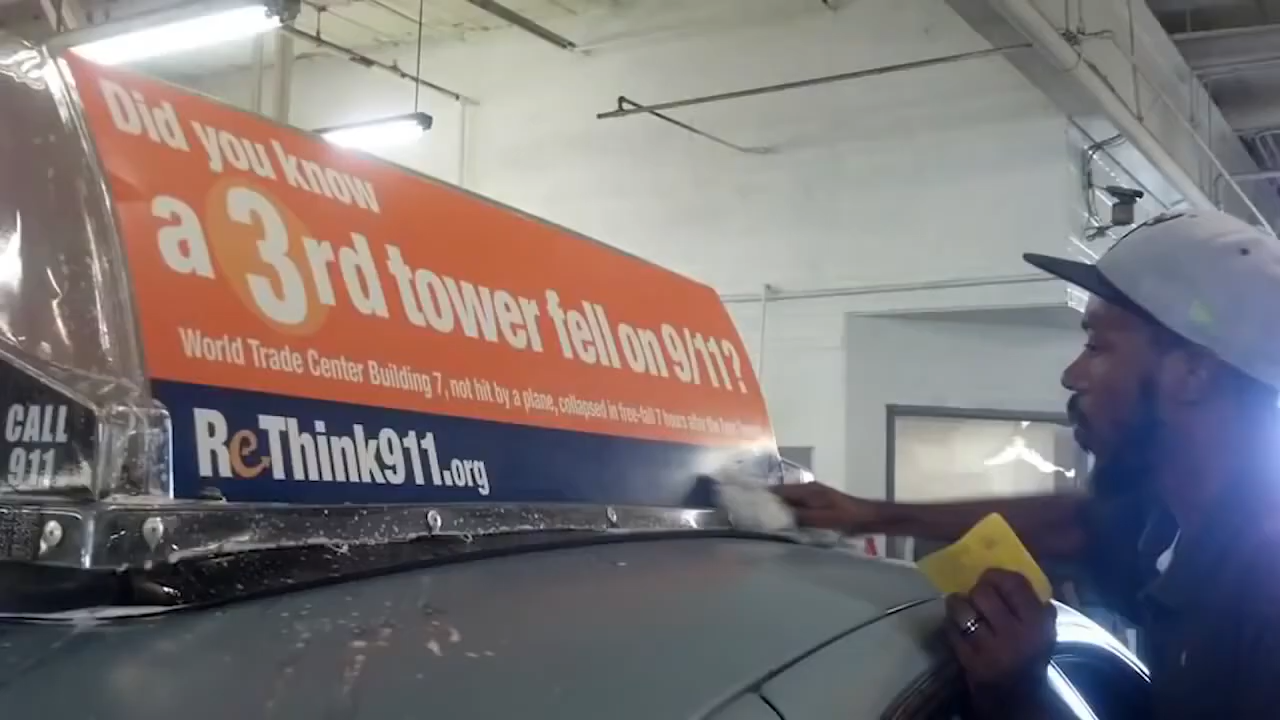 Did you know
a 3rd tower fell on 9/11?
World Trade Center Building 7, not hit by a plane, collapsed in free-fall 7 hours after the
ReThink911.org
CALL
911